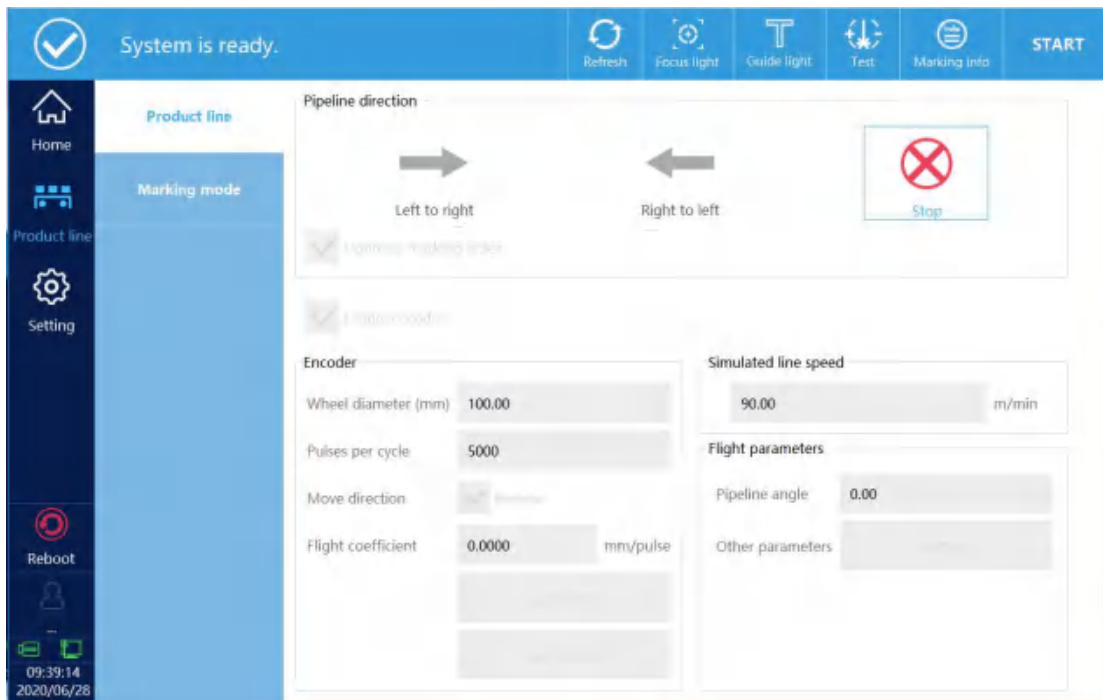 System is ready.
Refresh
Focus light
Guide light
Test
Marking info
START
Home
Product line
Setting
Reboot
...
09:39:14
2020/06/28
Product line
Marking mode
Pipeline direction
Left to right
Right to left
Stop
Encoder
Wheel diameter (mm) 100.00
Pulses per cycle 5000
Move direction
Flight coefficient 0.0000 mm/pulse
Simulated line speed
90.00 m/min
Flight parameters
Pipeline angle 0.00
Other parameters